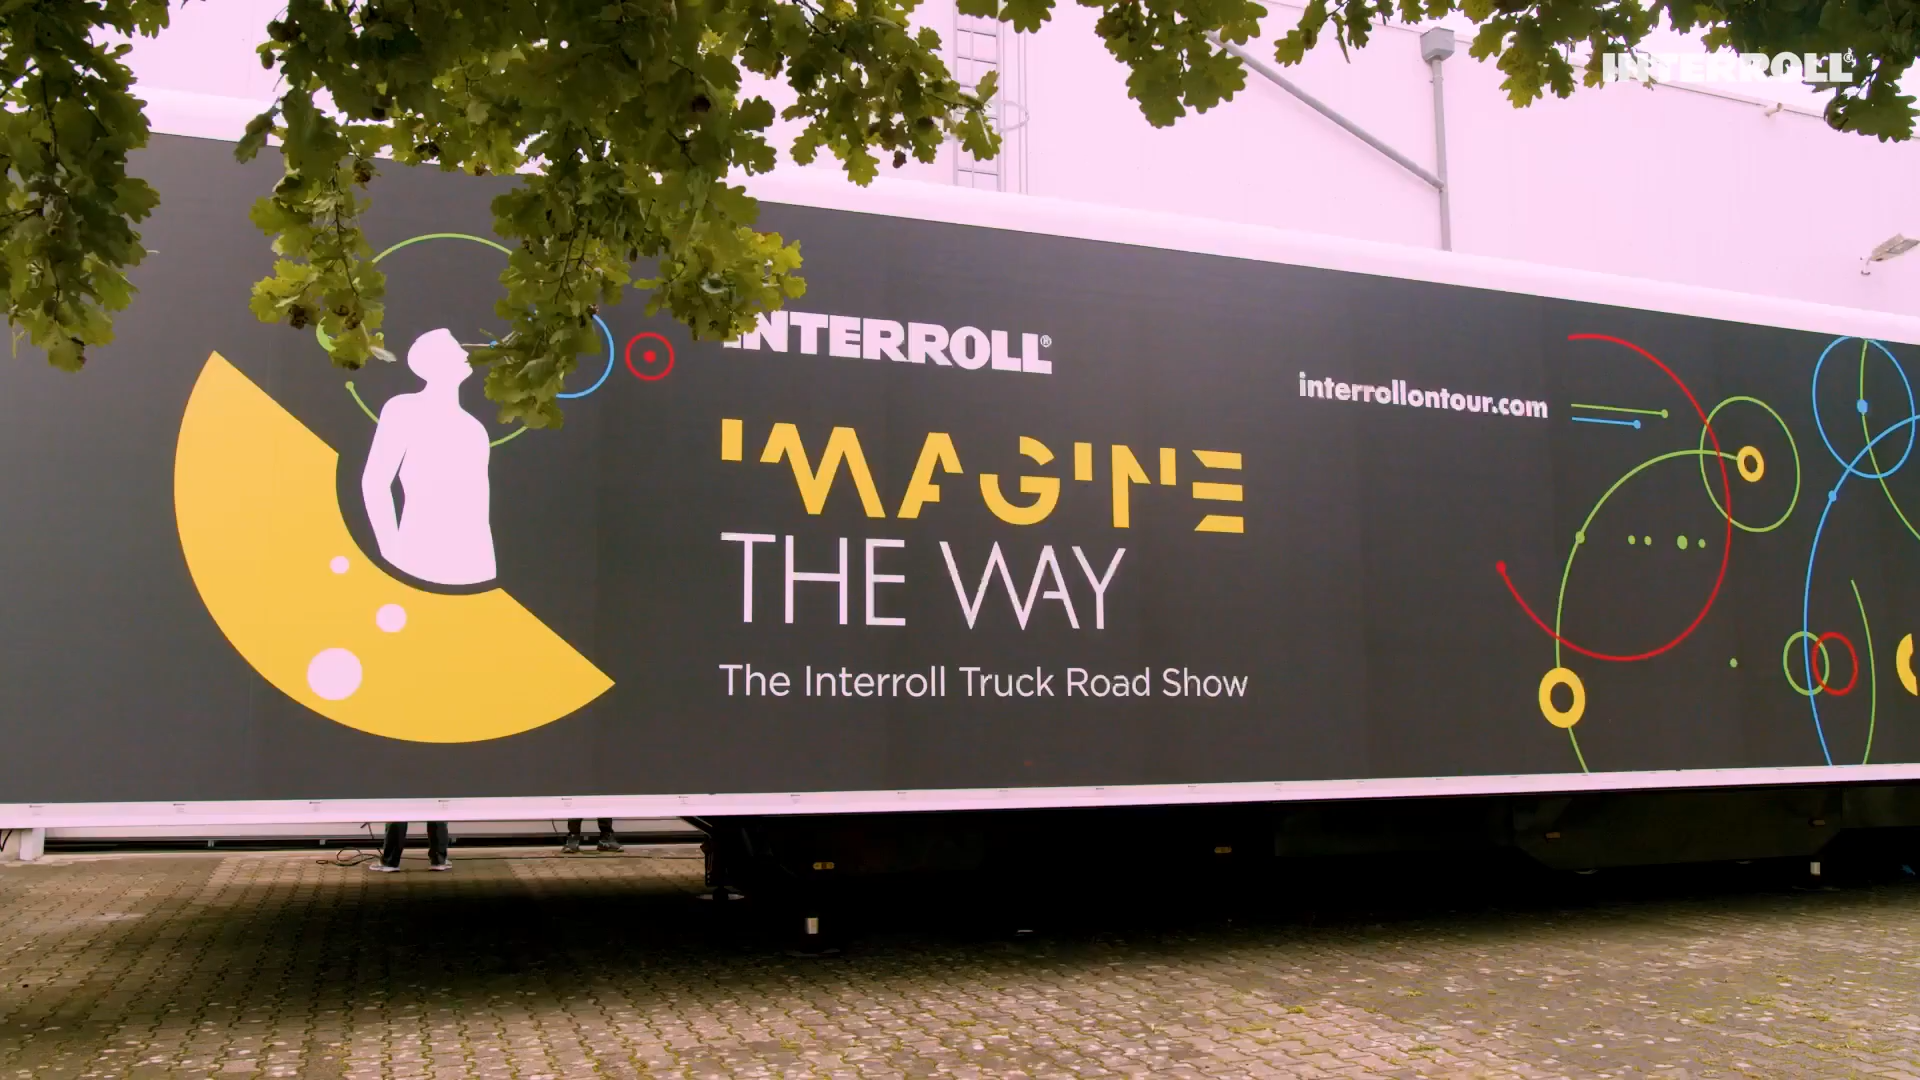 INTERROLL®
INTERROLL®
interrollontour.com
IMAGINE
THE WAY
The Interroll Truck Road Show